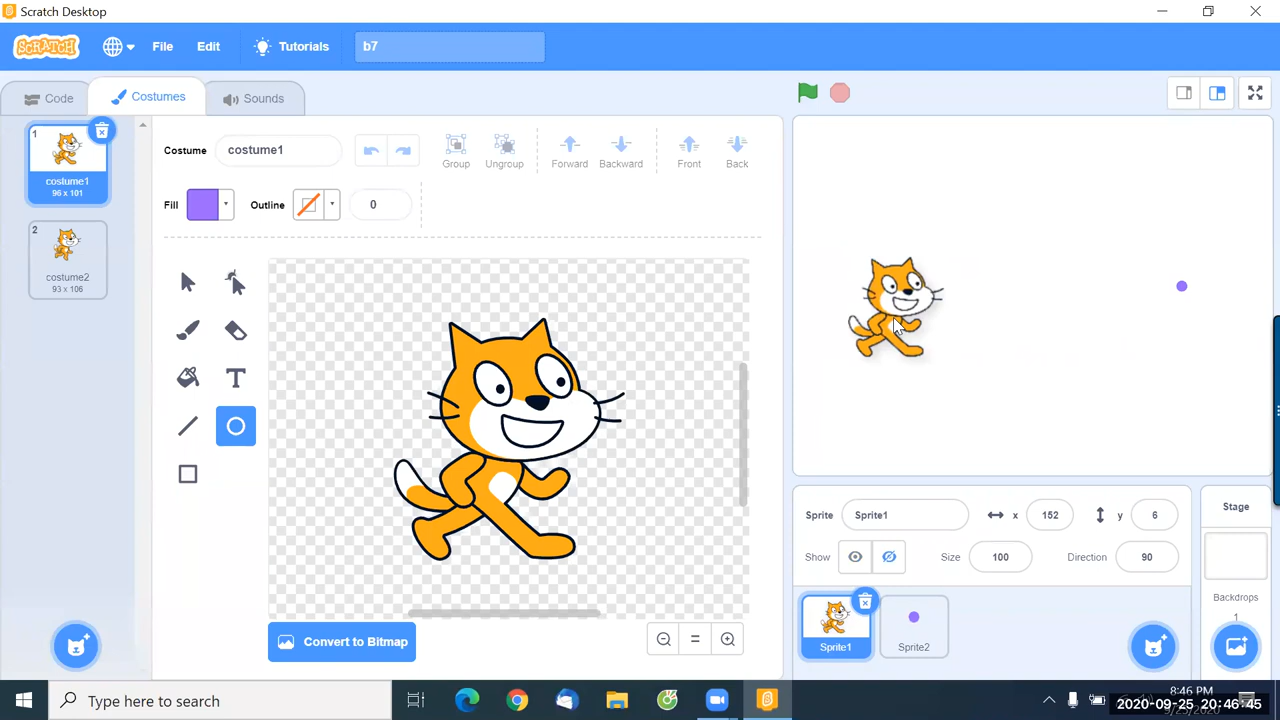 Scratch Desktop
SCRATCH File Edit Tutorials b7
Code Costumes Sounds
1
costume1
96 x 101
2
costume2
93 x 106
Costume costume1 Group Ungroup Forward Backward Front Back
Fill Outline 0
T
Convert to Bitmap
Sprite Sprite1 x 152 y 6
Show Size 100 Direction 90
Sprite1 Sprite2
Stage
Backdrops
1
Type here to search
8:46 PM
2020-09-25 20:46:45